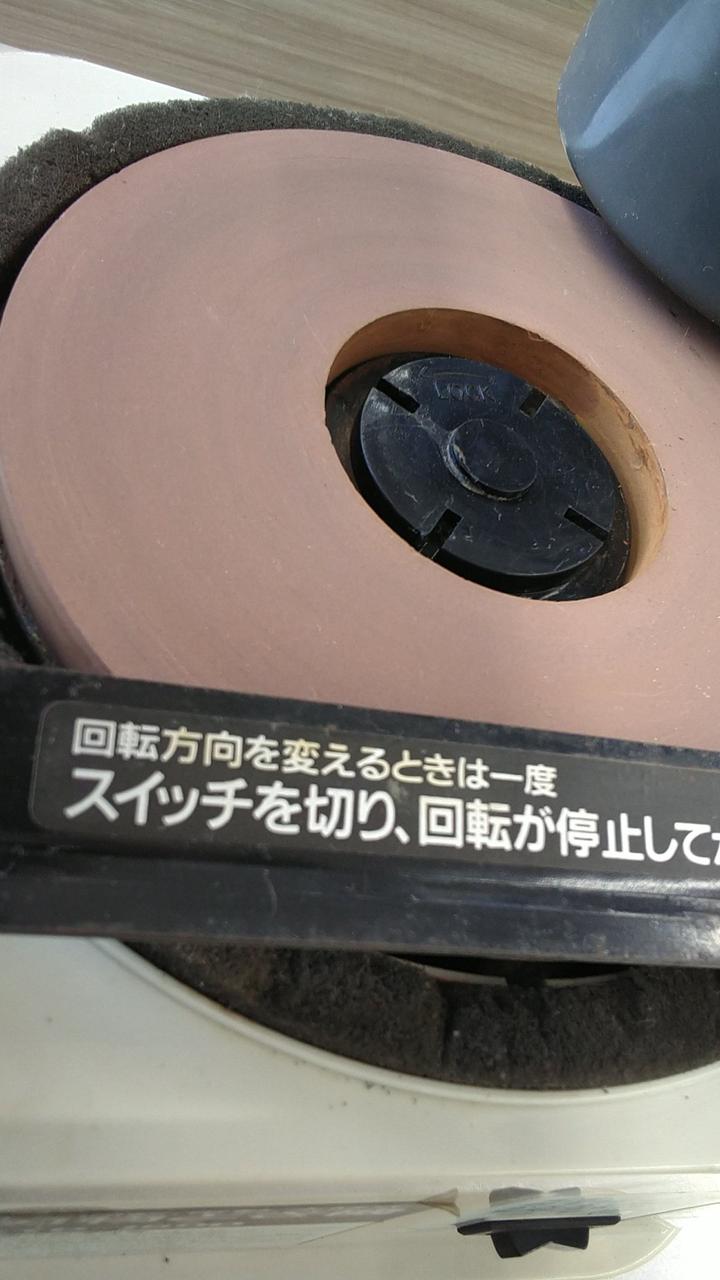 LOCK
回転方向を変えるときは一度
スイッチを切り、回転が停止して